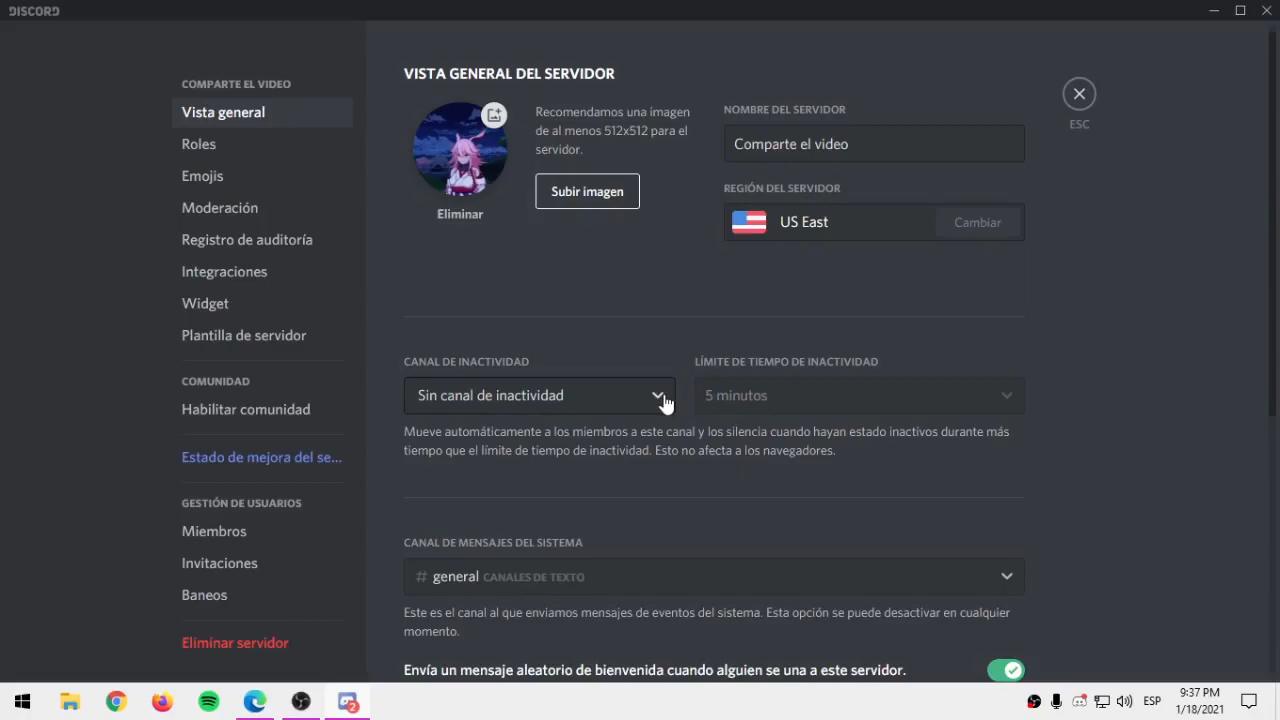 DISCORD
COMPARTE EL VIDEO
Vista general
Roles
Emojis
Moderación
Registro de auditoría
Integraciones
Widget
Plantilla de servidor
COMUNIDAD
Habilitar comunidad
Estado de mejora del se...
GESTIÓN DE USUARIOS
Miembros
Invitaciones
Baneos
Eliminar servidor
VISTA GENERAL DEL SERVIDOR
Eliminar
Recomendamos una imagen
de al menos 512x512 para el
servidor.
Subir imagen
NOMBRE DEL SERVIDOR
Comparte el video
REGIÓN DEL SERVIDOR
US East
Cambiar
ESC
CANAL DE INACTIVIDAD
Sin canal de inactividad
LÍMITE DE TIEMPO DE INACTIVIDAD
5 minutos
Mueve automáticamente a los miembros a este canal y los silencia cuando hayan estado inactivos durante más
tiempo que el límite de tiempo de inactividad. Esto no afecta a los navegadores.
CANAL DE MENSAJES DEL SISTEMA
# general CANALES DE TEXTO
Este es el canal al que enviamos mensajes de eventos del sistema. Esta opción se puede desactivar en cualquier
momento.
Envía un mensaje aleatorio de bienvenida cuando alguien se una a este servidor.
2
ESP
9:37 PM
1/18/2021